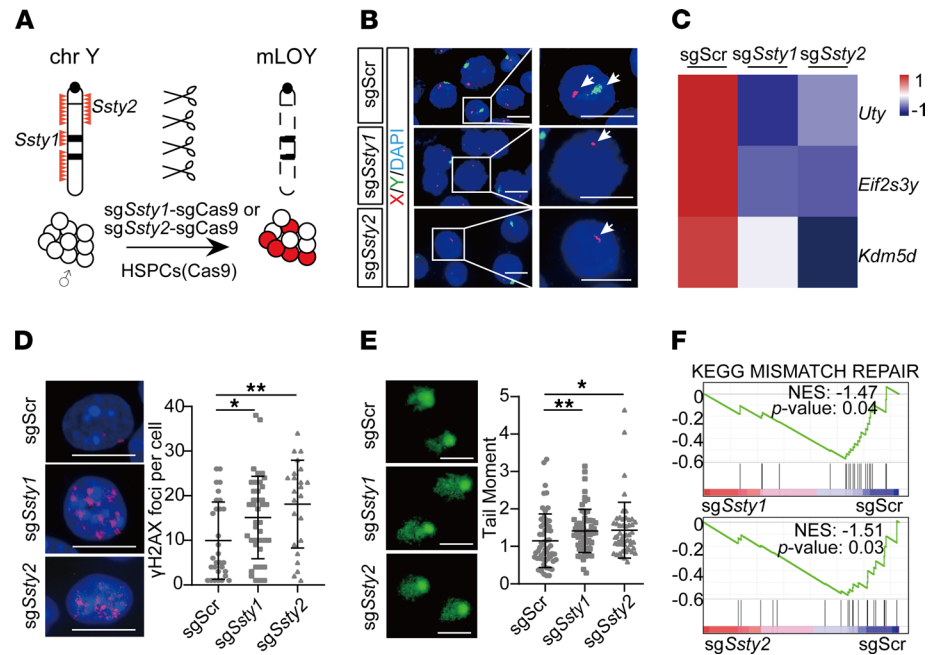 A
chr Y
mLOY
Ssty2
Ssty1
sgSsty1-sgCas9 or
sgSsty2-sgCas9
HSPCs(Cas9)
♂
B
sgScr
sgSsty1
sgSsty2
X/Y/DAPI
C
sgScr sgSsty1 sgSsty2
1
-1
Uty
Eif2s3y
Kdm5d
D
sgScr
sgSsty1
sgSsty2
γH2AX foci per cell
40
30
20
10
0
*
**
sgScr
sgSsty1
sgSsty2
E
sgScr
sgSsty1
sgSsty2
Tail Moment
5
4
3
2
1
0
**
*
sgScr
sgSsty1
sgSsty2
F
KEGG MISMATCH REPAIR
0
-0.2
-0.4
-0.6
NES: -1.47
p-value: 0.04
sgSsty1
sgScr
0
-0.2
-0.4
-0.6
NES: -1.51
p-value: 0.03
sgSsty2
sgScr